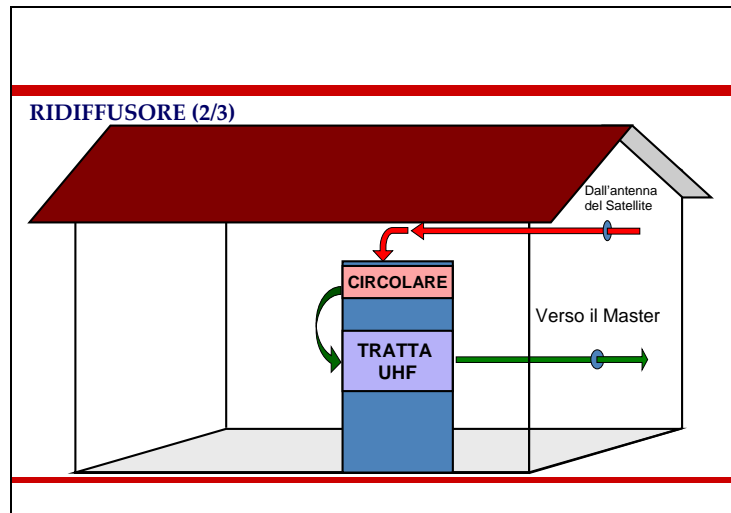 RIDIFFUSORE (2/3)
Dall'antenna
del Satellite
CIRCOLARE
Verso il Master
TRATTA
UHF